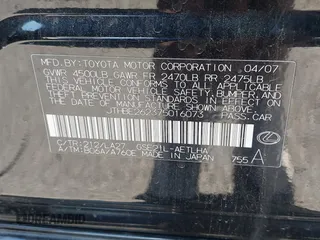 MFD.BY:TOYOTA MOTOR CORPORATION 04/07
GVWR 4500LB GAWR FR 2470LB RR 2475LB
THIS VEHICLE CONFORMS TO ALL APPLICABLE
FEDERAL MOTOR VEHICLE SAFETY, BUMPER, AND
THEFT PREVENTION STANDARDS IN EFFECT ON
THE DATE OF MANUFACTURE SHOWN ABOVE.
JTHBE262375016073 PASS.CAR
C/TR:212/LA27 GSE21L-AETLHA
A/TM:B05A/A760E MADE IN JAPAN
755 A